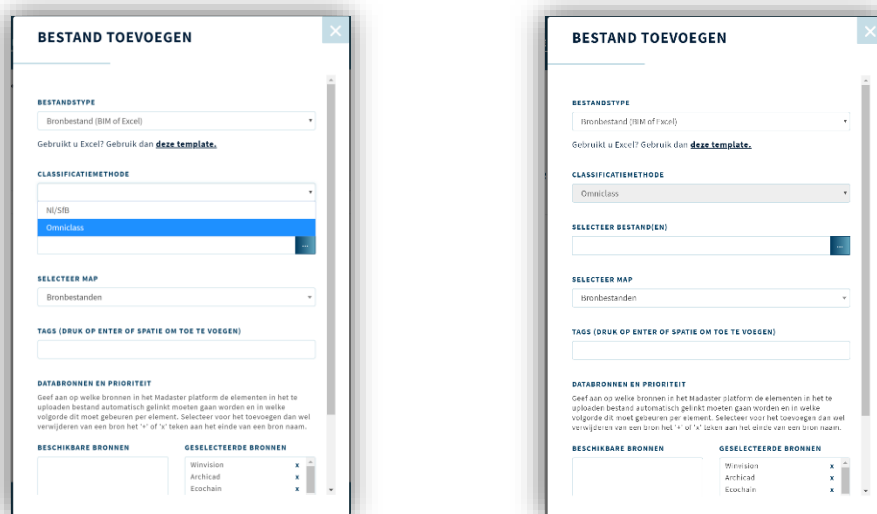 BESTAND TOEVOEGEN
BESTANDSTYPE
Bronbestand (BIM of Excel)
Gebruikt u Excel? Gebruik dan deze template.
CLASSIFICATIEMETHODE
Nl/SfB
Omniclass
...
SELECTEER MAP
Bronbestanden
TAGS (DRUK OP ENTER OF SPATIE OM TOE TE VOEGEN)
DATABRONNEN EN PRIORITEIT
Geef aan op welke bronnen in het Madaster platform de elementen in het te
uploaden bestand automatisch gelinkt moeten gaan worden en in welke
volgorde dit moet gebeuren per element. Selecteer voor het toevoegen dan wel
verwijderen van een bron het '+' of 'x' teken aan het einde van een bron naam.
BESCHIKBARE BRONNEN
GESELECTEERDE BRONNEN
Winvision x
Archicad x
Ecochain x
BESTAND TOEVOEGEN
BESTANDSTYPE
Bronbestand (BIM of Excel)
Gebruikt u Excel? Gebruik dan deze template.
CLASSIFICATIEMETHODE
Omniclass
SELECTEER BESTAND(EN)
...
SELECTEER MAP
Bronbestanden
TAGS (DRUK OP ENTER OF SPATIE OM TOE TE VOEGEN)
DATABRONNEN EN PRIORITEIT
Geef aan op welke bronnen in het Madaster platform de elementen in het te
uploaden bestand automatisch gelinkt moeten gaan worden en in welke
volgorde dit moet gebeuren per element. Selecteer voor het toevoegen dan wel
verwijderen van een bron het '+' of 'x' teken aan het einde van een bron naam.
BESCHIKBARE BRONNEN
GESELECTEERDE BRONNEN
Winvision x
Archicad x
Ecochain x